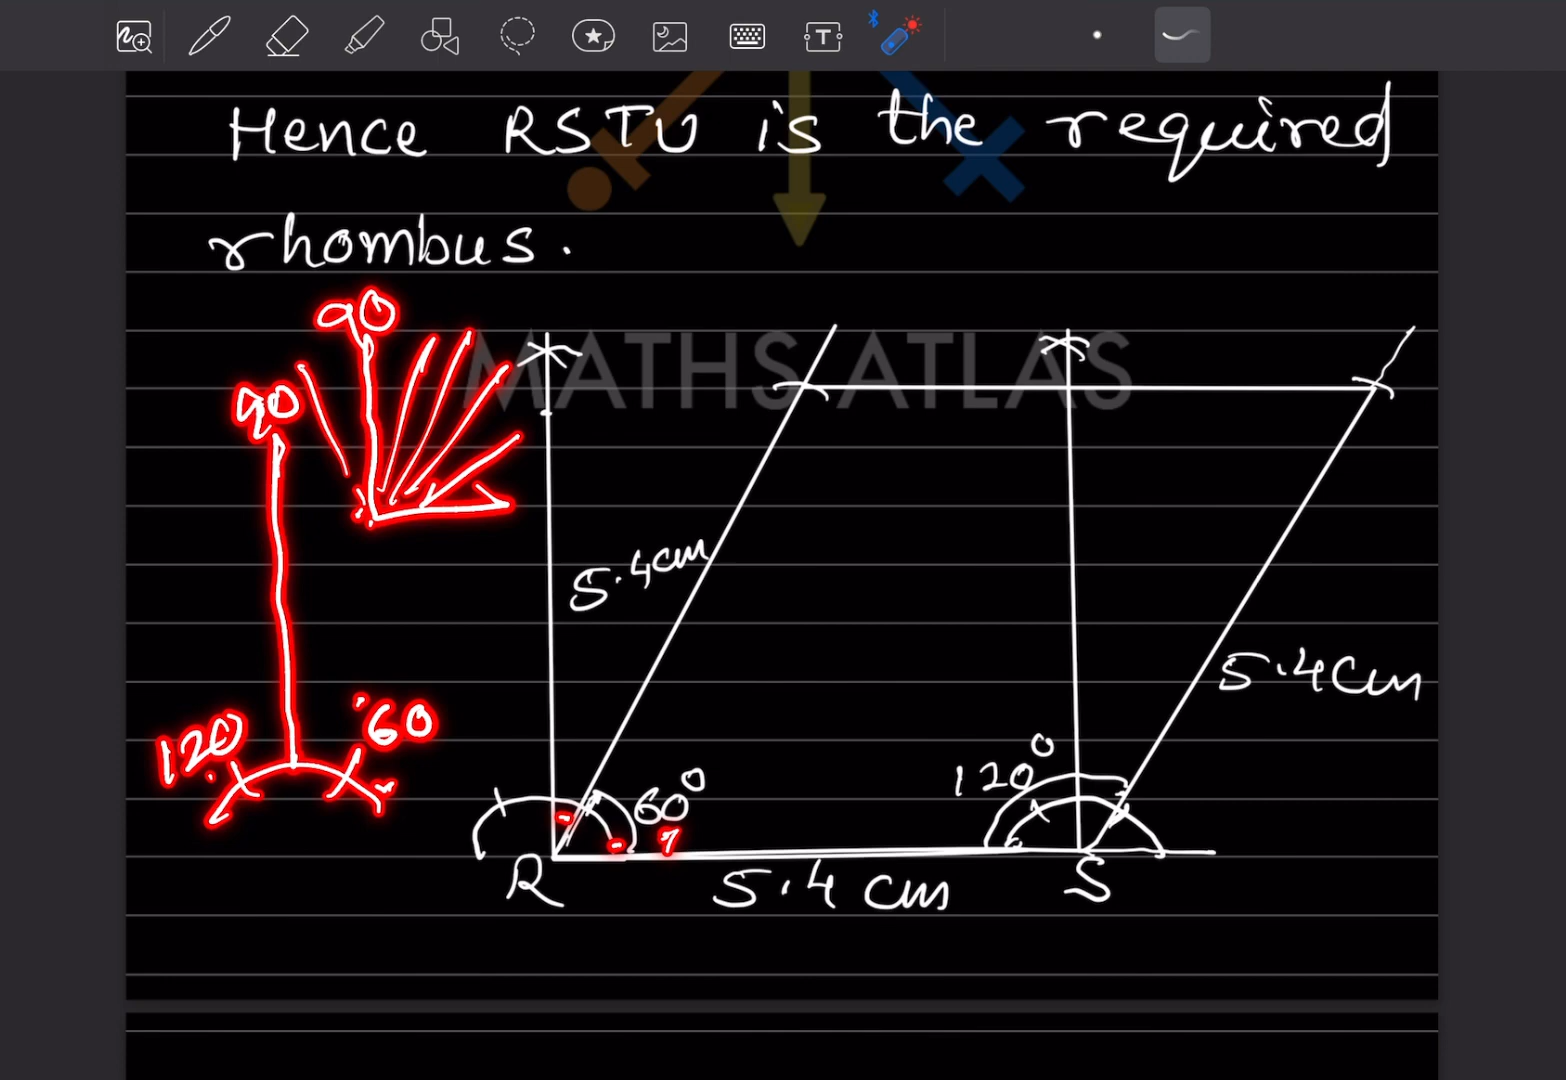 Hence RSTU is the required
rhombus.
90
90
MATHS ATLAS
5.4cm
5.4cm
120
60
60°
120°
R
5.4 cm
S